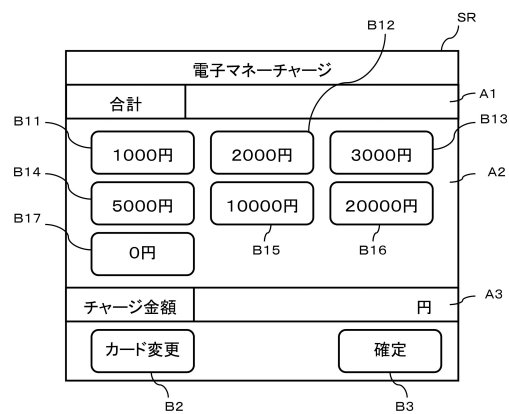 SR
B12
電子マネーチャージ
合計
A1
B11
B13
1000円 2000円 3000円
B14
A2
5000円 10000円 20000円
B17
0円
B15 B16
A3
チャージ金額 円
カード変更 確定
B2 B3